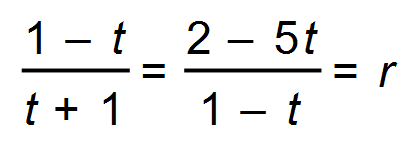 (1 – t)/(t + 1) = (2 – 5t)/(1 – t) = r